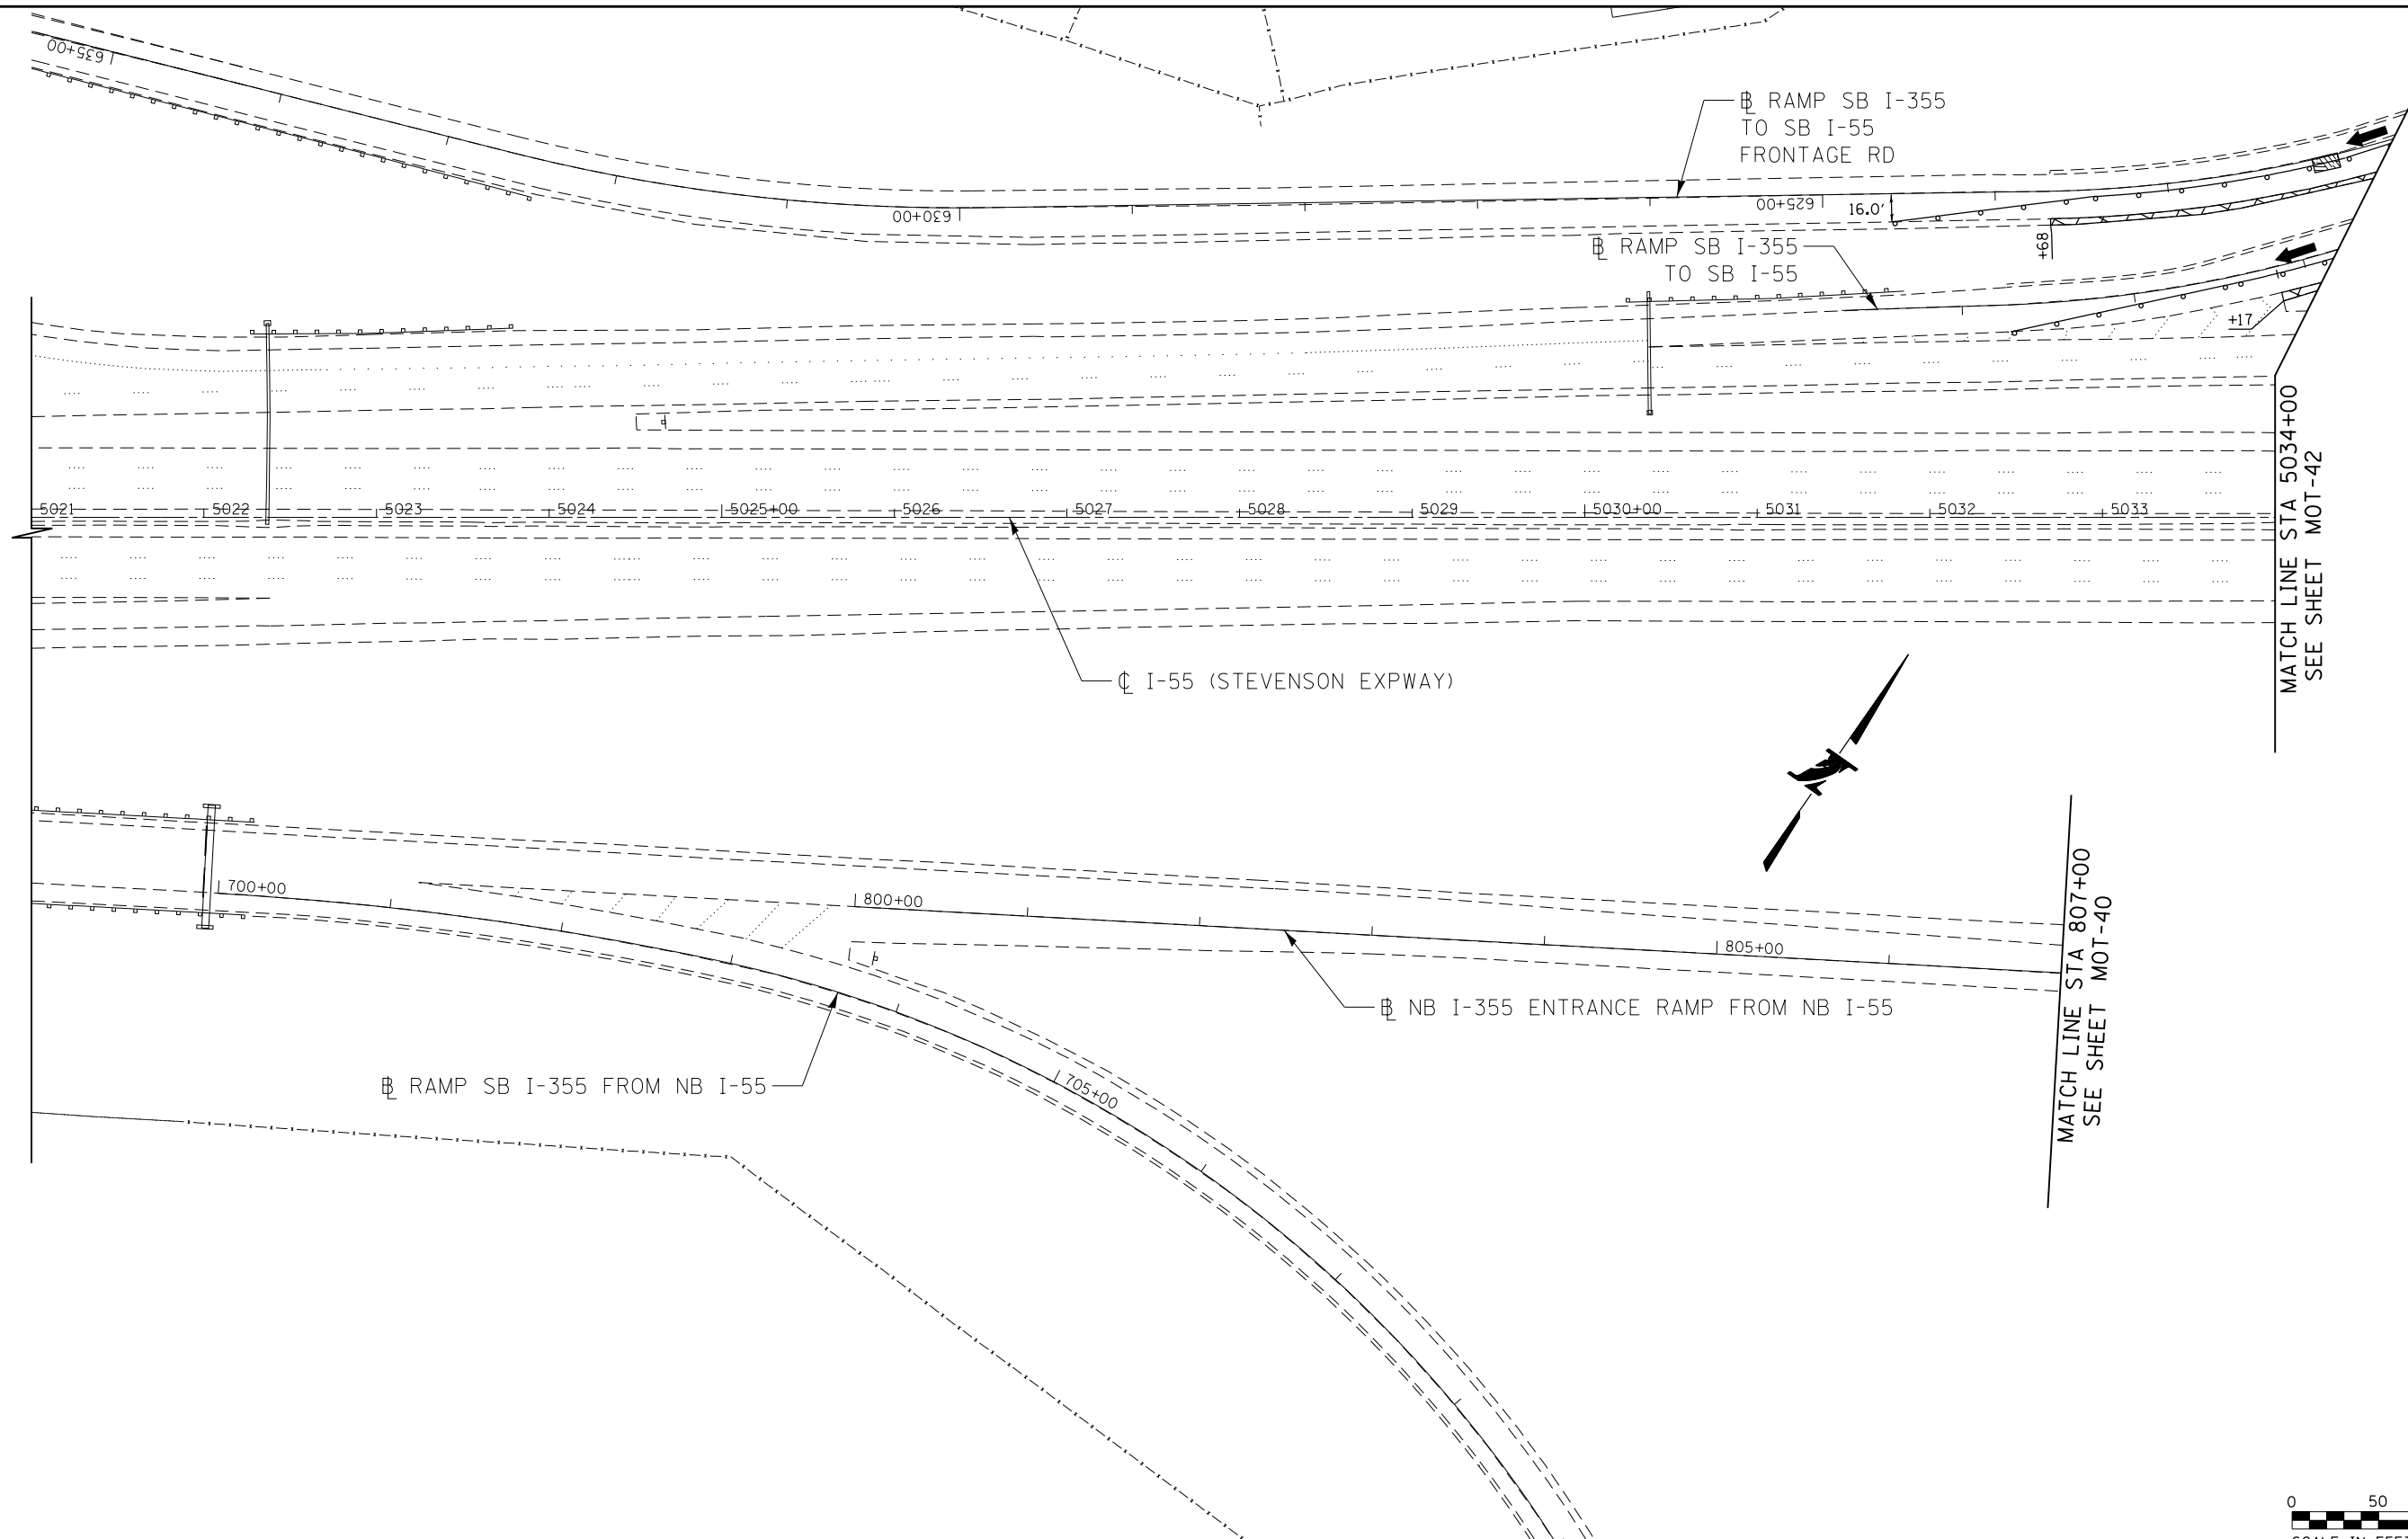 635+00
630+00
625+00
℔ RAMP SB I-355
TO SB I-55
FRONTAGE RD
16.0'
+68
℔ RAMP SB I-355
TO SB I-55
+17
5021
5022
5023
5024
5025+00
5026
5027
5028
5029
5030+00
5031
5032
5033
MATCH LINE STA 5034+00
SEE SHEET MOT-42
℄ I-55 (STEVENSON EXPWAY)
700+00
800+00
805+00
℔ NB I-355 ENTRANCE RAMP FROM NB I-55
℔ RAMP SB I-355 FROM NB I-55
705+00
MATCH LINE STA 807+00
SEE SHEET MOT-40
0 50